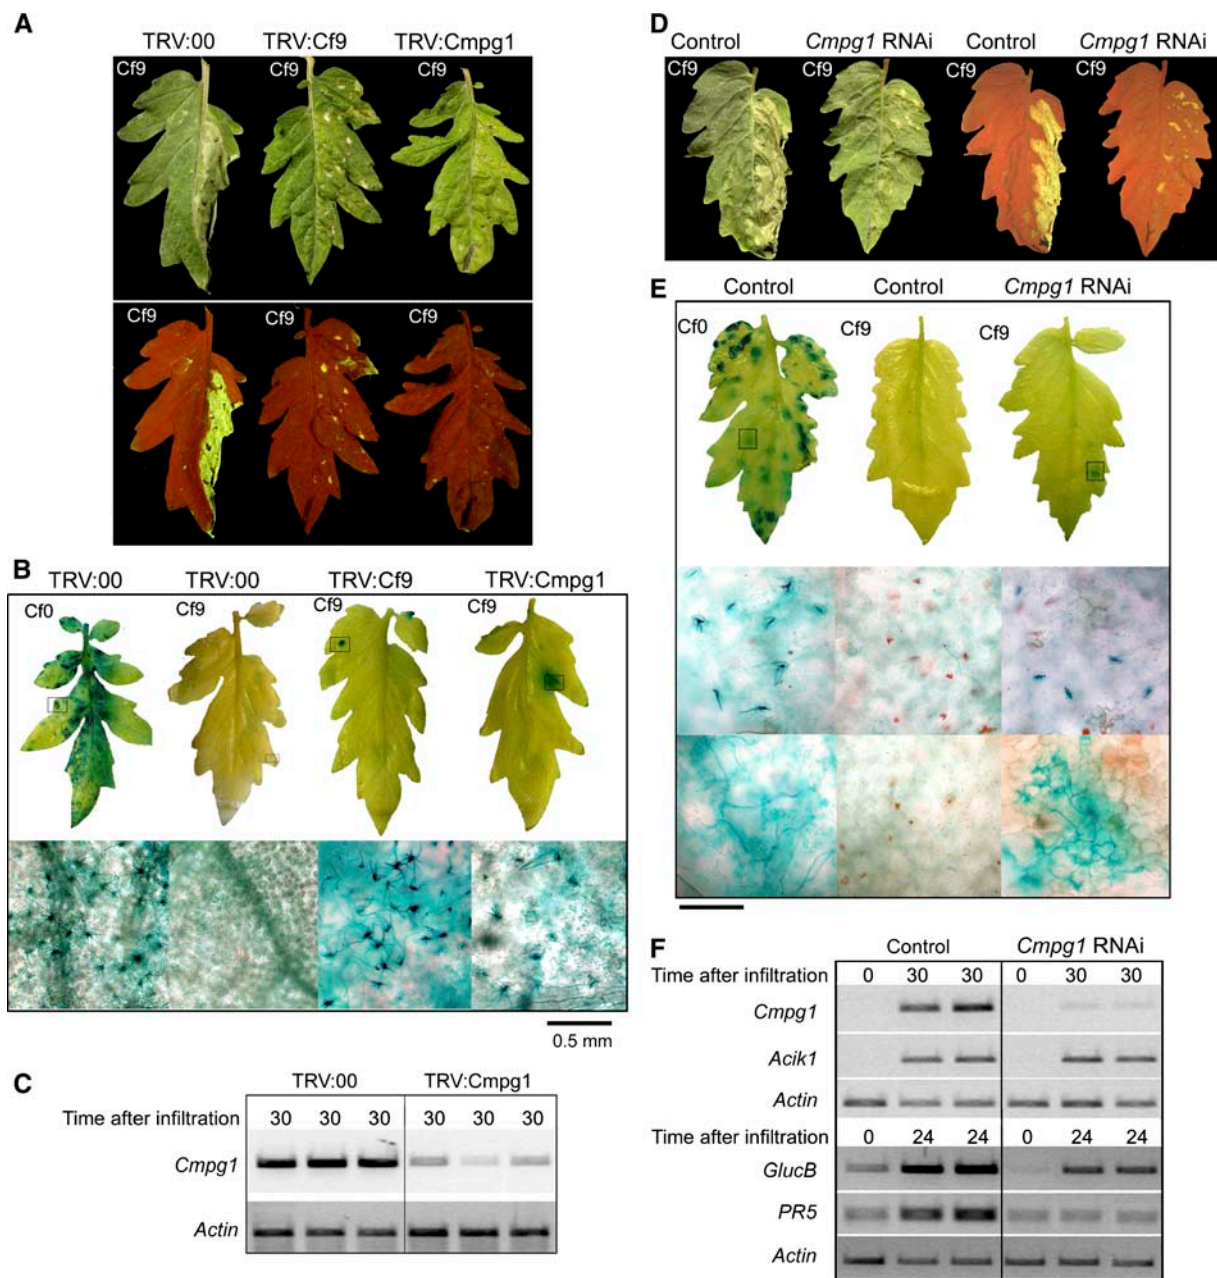 A
TRV:00 TRV:Cf9 TRV:Cmpg1
Cf9 Cf9 Cf9
Cf9 Cf9 Cf9
B
TRV:00 TRV:00 TRV:Cf9 TRV:Cmpg1
Cf0 Cf9 Cf9 Cf9
0.5 mm
C
TRV:00 TRV:Cmpg1
Time after infiltration 30 30 30 30 30 30
Cmpg1
Actin
D
Control Cmpg1 RNAi Control Cmpg1 RNAi
Cf9 Cf9 Cf9 Cf9
E
Control Control Cmpg1 RNAi
Cf0 Cf9 Cf9
F
Control Cmpg1 RNAi
Time after infiltration 0 30 30 0 30 30
Cmpg1
Acik1
Actin
Time after infiltration 0 24 24 0 24 24
GlucB
PR5
Actin